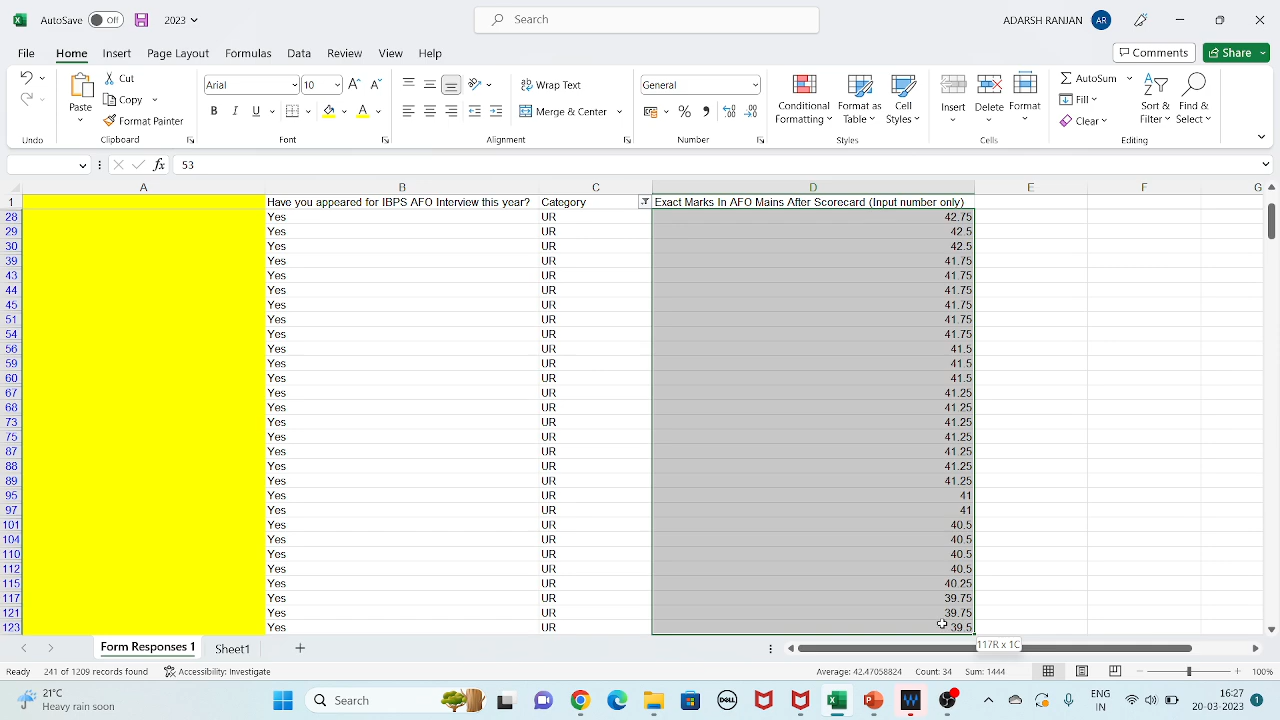 AutoSave Off 2023 Search ADARSH RANJAN AR
File Home Insert Page Layout Formulas Data Review View Help Comments Share
Cut
Copy
Format Painter
Paste
Arial 10
B I U
Wrap Text
Merge & Center
General
Conditional Formatting
Format as Table
Cell Styles
Insert Delete Format
AutoSum
Fill
Clear
Sort & Filter
Find & Select
Undo Clipboard Font Alignment Number Styles Cells Editing
fx 53
A B C D E F G
1 Have you appeared for IBPS AFO Interview this year? Category Exact Marks In AFO Mains After Scorecard (Input number only)
28 Yes UR 42.75
29 Yes UR 42.5
30 Yes UR 42.5
39 Yes UR 41.75
43 Yes UR 41.75
44 Yes UR 41.75
45 Yes UR 41.75
51 Yes UR 41.75
54 Yes UR 41.75
56 Yes UR 41.5
59 Yes UR 41.5
60 Yes UR 41.5
67 Yes UR 41.25
68 Yes UR 41.25
73 Yes UR 41.25
75 Yes UR 41.25
87 Yes UR 41.25
88 Yes UR 41.25
89 Yes UR 41.25
95 Yes UR 41
97 Yes UR 41
101 Yes UR 40.5
104 Yes UR 40.5
110 Yes UR 40.5
112 Yes UR 40.5
115 Yes UR 40.25
117 Yes UR 39.75
121 Yes UR 39.75
123 Yes UR 39.5
117R x 1C
Form Responses 1 Sheet1
Ready 241 of 1209 records found Accessibility: Investigate Average: 42.47058824 Count: 34 Sum: 1444 100%
21°C
Heavy rain soon
Search
DELL
ENG
IN
16:27
20-03-2023
1